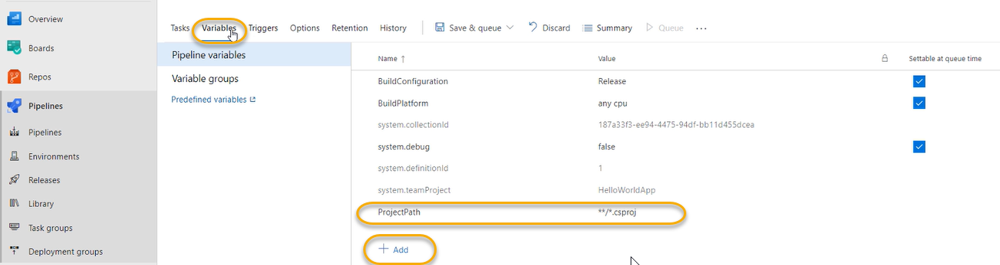 Overview
Boards
Repos
Pipelines
Pipelines
Environments
Releases
Library
Task groups
Deployment groups
Tasks Variables Triggers Options Retention History Save & queue Discard Summary Queue ...
Pipeline variables
Variable groups
Predefined variables
Name ↑ Value Settable at queue time
BuildConfiguration Release
BuildPlatform any cpu
system.collectionId 187a33f3-ee94-4475-94df-bb11d455dcea
system.debug false
system.definitionId 1
system.teamProject HelloWorldApp
ProjectPath **/*.csproj
+ Add